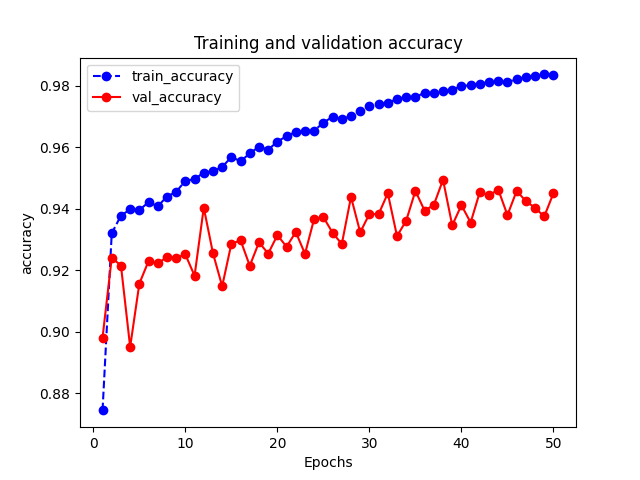 Training and validation accuracy
train_accuracy
val_accuracy
accuracy
0.98
0.96
0.94
0.92
0.90
0.88
0 10 20 30 40 50
Epochs